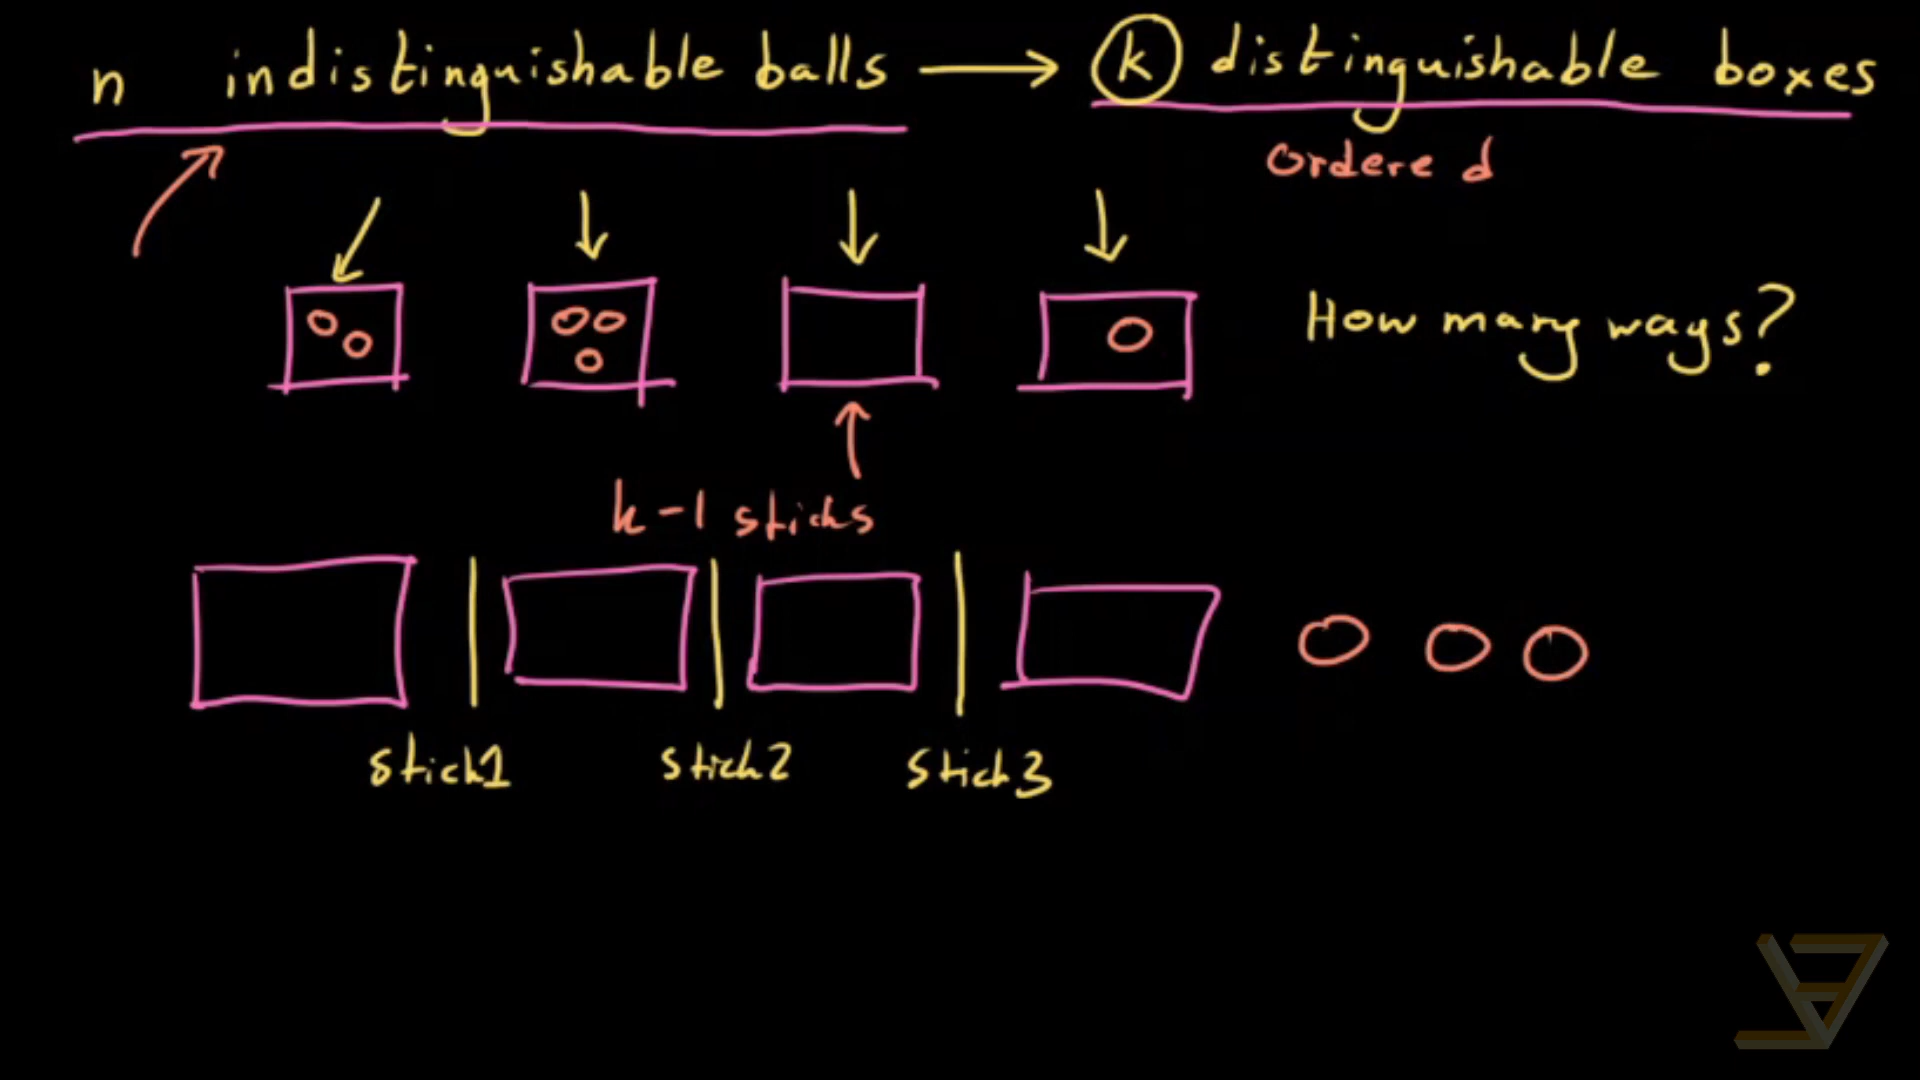 n indistinguishable balls → k distinguishable boxes
Ordered
How many ways?
k-1 sticks
stick1 stick2 stick3